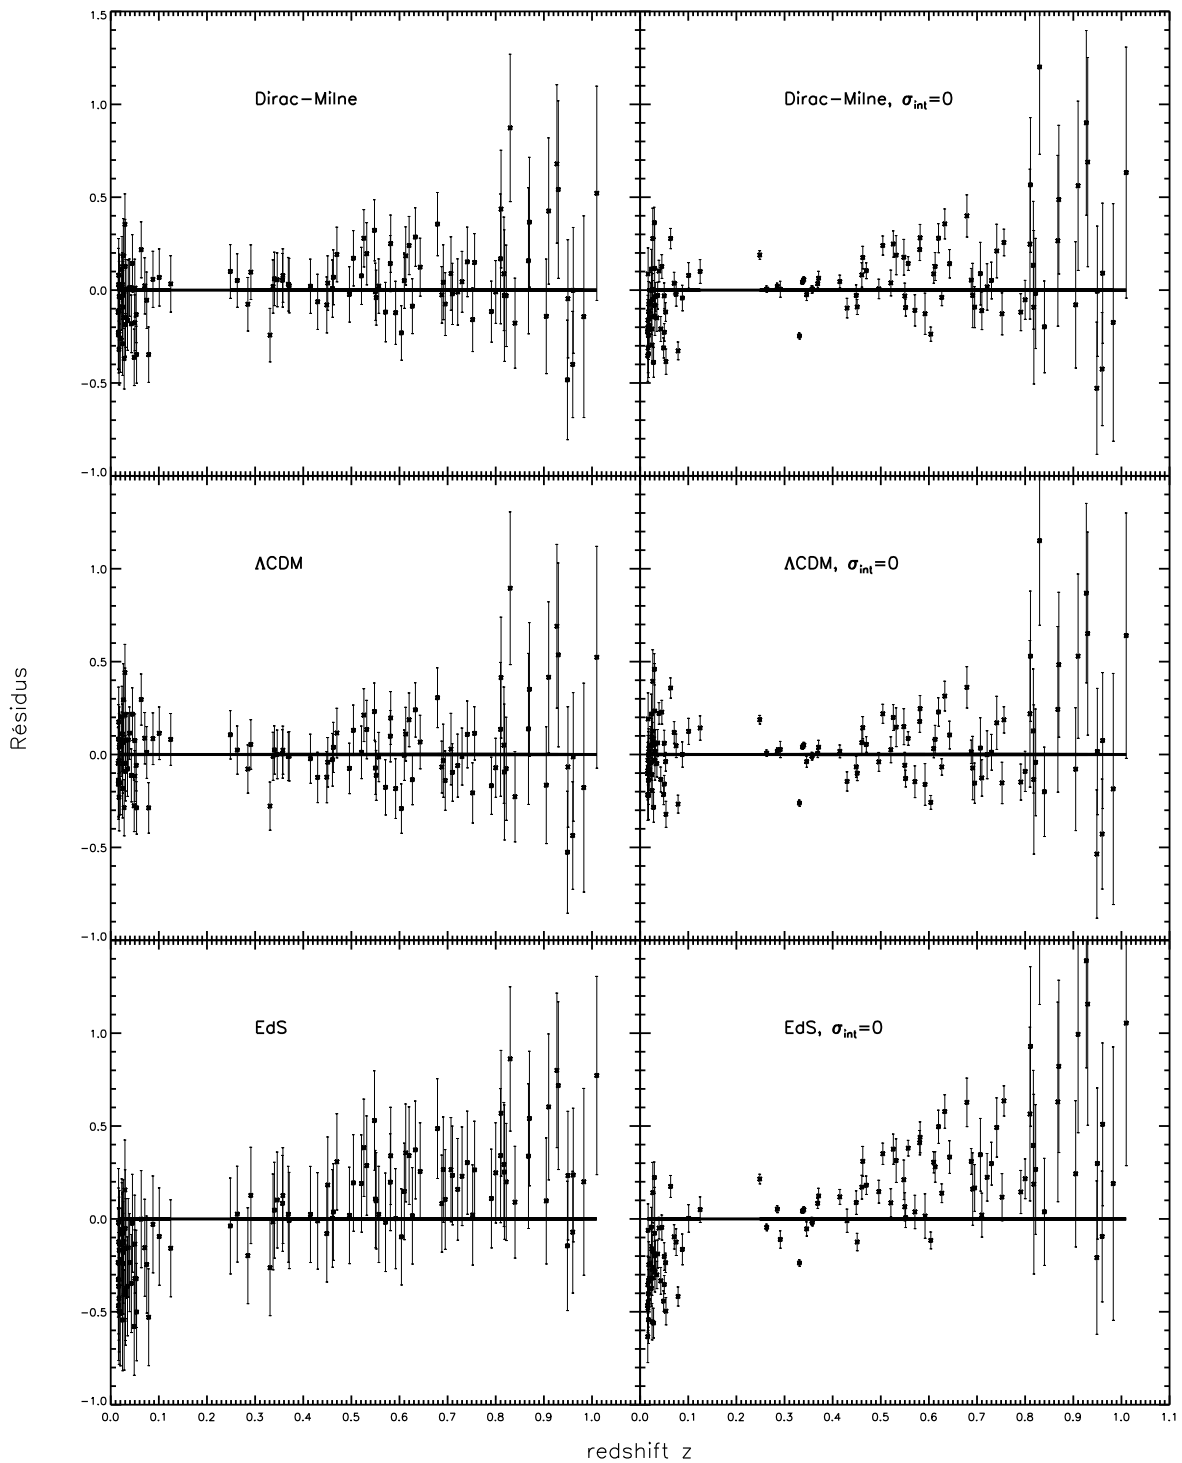 1.5
1.0
0.5
0.0
−0.5
−1.0
Dirac−Milne
Dirac−Milne, σint=0
1.0
0.5
0.0
−0.5
−1.0
ΛCDM
ΛCDM, σint=0
1.0
0.5
0.0
−0.5
−1.0
EdS
EdS, σint=0
Résidus
0.0 0.1 0.2 0.3 0.4 0.5 0.6 0.7 0.8 0.9 1.0
0.0 0.1 0.2 0.3 0.4 0.5 0.6 0.7 0.8 0.9 1.0 1.1
redshift z